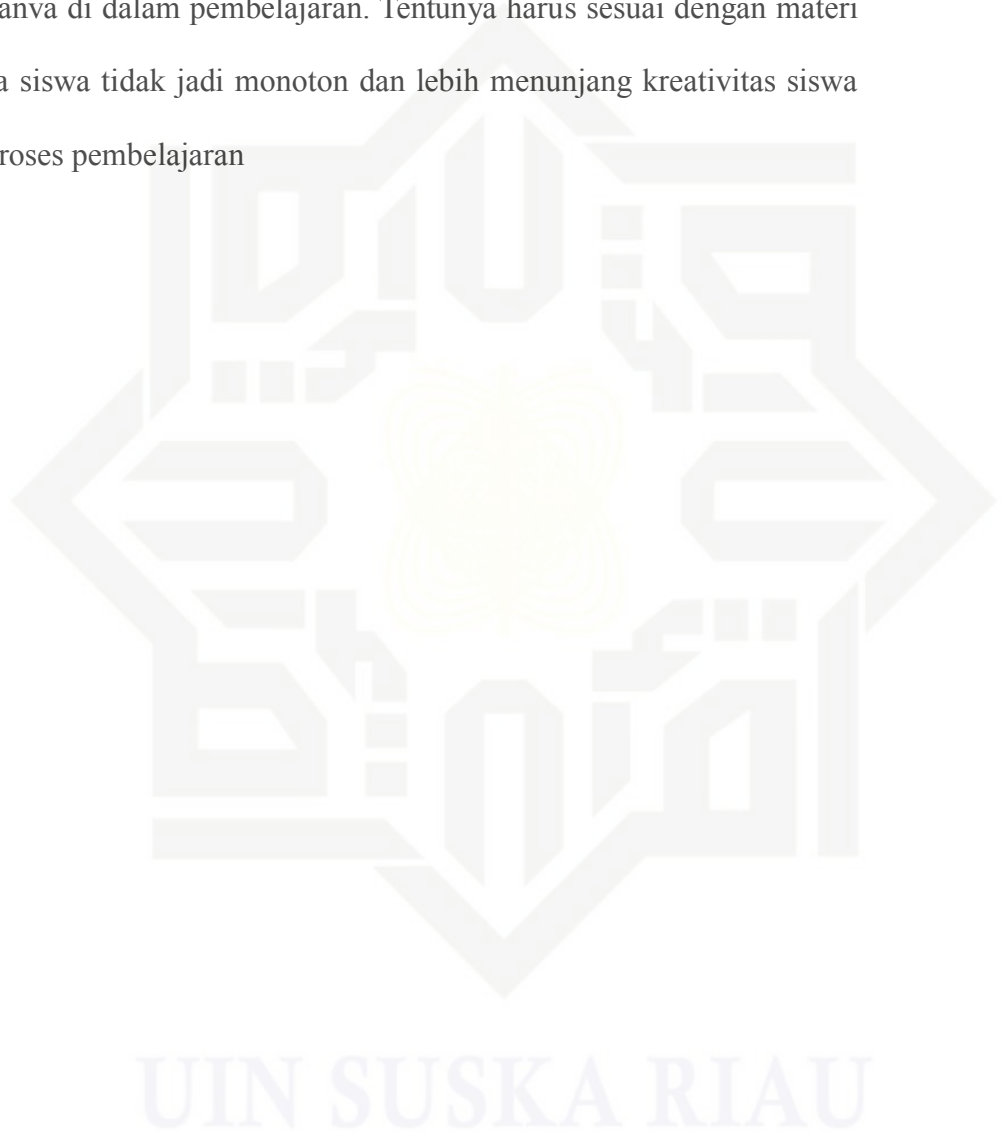 anva di dalam pembelajaran. Tentunya harus sesuai dengan materi
a siswa tidak jadi monoton dan lebih menunjang kreativitas siswa
roses pembelajaran
UIN SUSKA RIAU